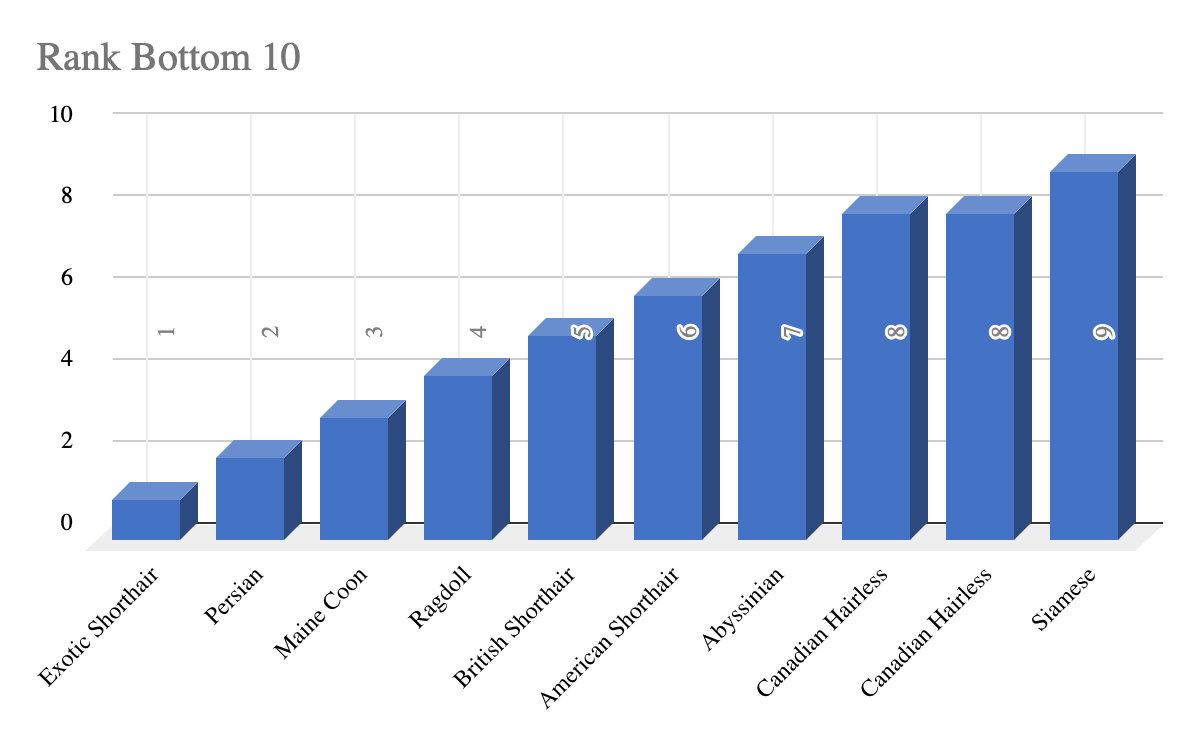 Rank Bottom 10
10
8
6
4
2
0
1
2
3
4
5
6
7
8
8
9
Exotic Shorthair
Persian
Maine Coon
Ragdoll
British Shorthair
American Shorthair
Abyssinian
Canadian Hairless
Canadian Hairless
Siamese